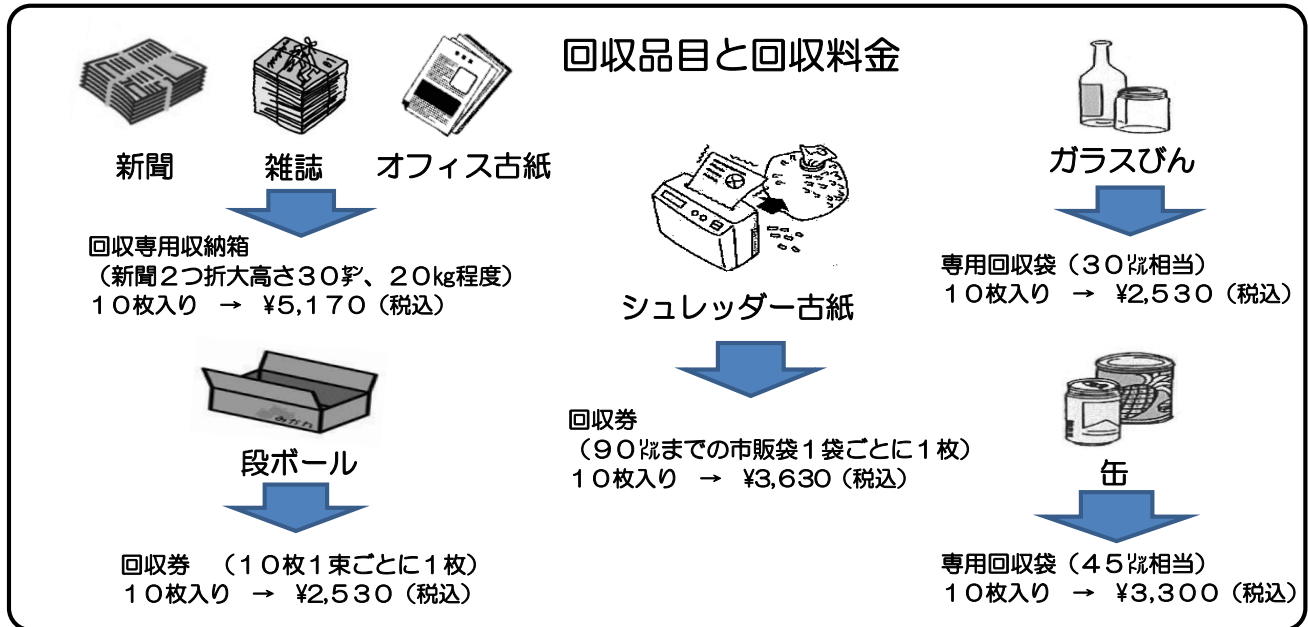 回収品目と回収料金
新聞
雑誌
オフィス古紙
回収専用収納箱
(新聞2つ折大高さ30㌢、20㎏程度)
10枚入り → ¥5,170(税込)
段ボール
回収券 (10枚1束ごとに1枚)
10枚入り → ¥2,530(税込)
シュレッダー古紙
回収券
(90㍑までの市販袋1袋ごとに1枚)
10枚入り → ¥3,630(税込)
ガラスびん
専用回収袋(30㍑相当)
10枚入り → ¥2,530(税込)
缶
専用回収袋(45㍑相当)
10枚入り → ¥3,300(税込)